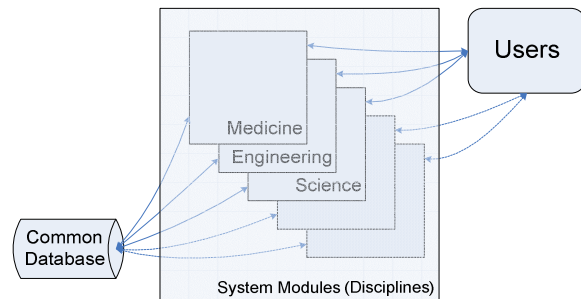 Users
Medicine
Engineering
Science
Common
Database
System Modules (Disciplines)